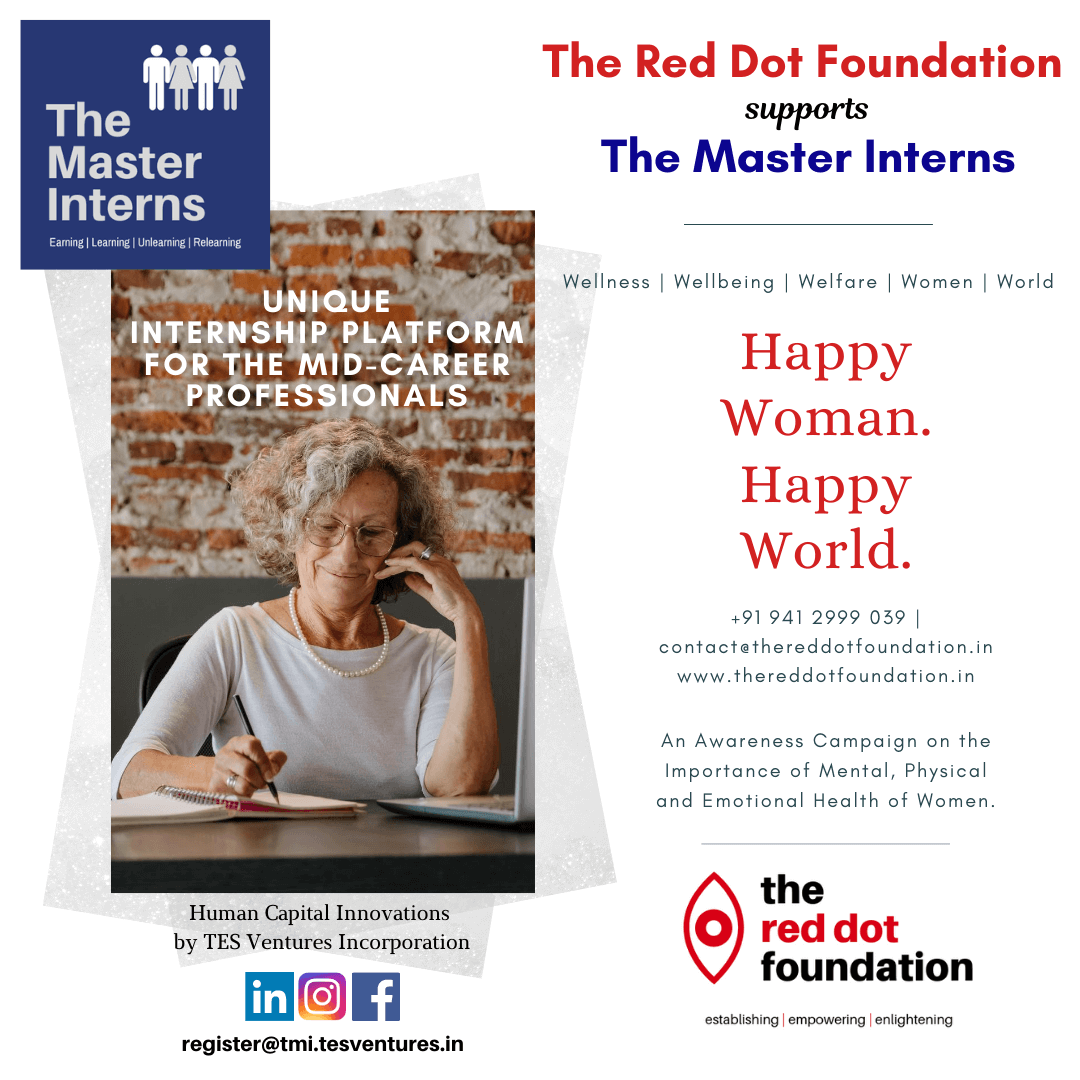 The
Master
Interns
Earning | Learning | Unlearning | Relearning
UNIQUE
INTERNSHIP PLATFORM
FOR THE MID-CAREER
PROFESSIONALS
Human Capital Innovations
by TES Ventures Incorporation
in
register@tmi.tesventures.in
The Red Dot Foundation
supports
The Master Interns
Wellness | Wellbeing | Welfare | Women | World
Happy
Woman.
Happy
World.
+91 941 2999 039 |
contact@thereddotfoundation.in
www.thereddotfoundation.in
An Awareness Campaign on the
Importance of Mental, Physical
and Emotional Health of Women.
the
red dot
foundation
establishing | empowering | enlightening